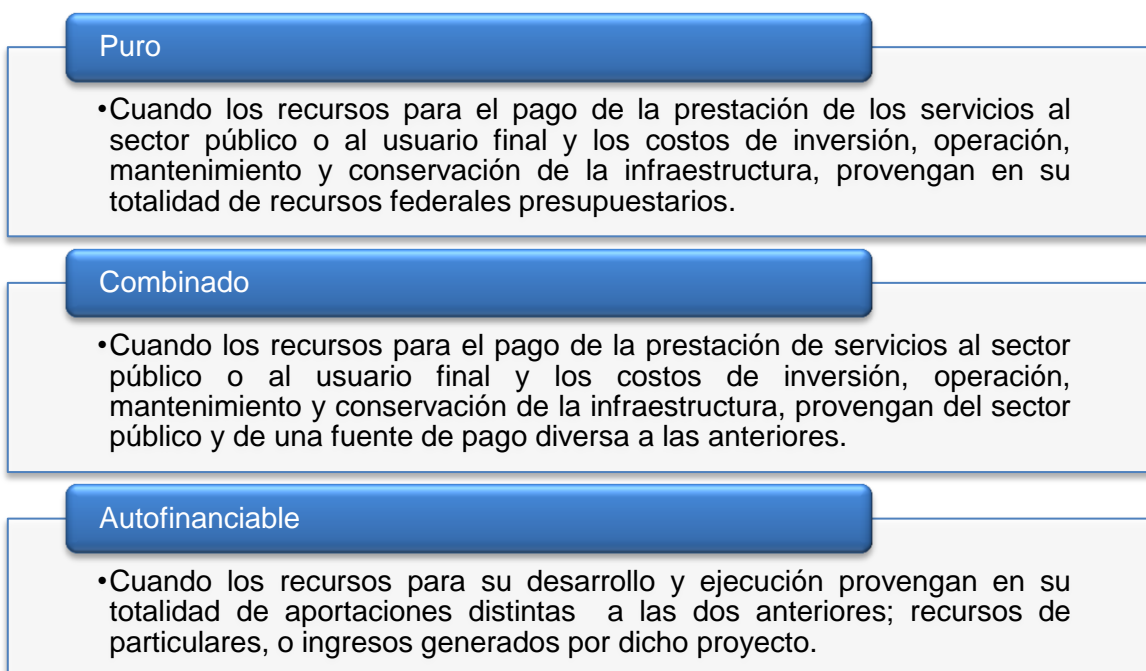 Puro
•Cuando los recursos para el pago de la prestación de los servicios al
sector público o al usuario final y los costos de inversión, operación,
mantenimiento y conservación de la infraestructura, provengan en su
totalidad de recursos federales presupuestarios.
Combinado
•Cuando los recursos para el pago de la prestación de servicios al sector
público o al usuario final y los costos de inversión, operación,
mantenimiento y conservación de la infraestructura, provengan del sector
público y de una fuente de pago diversa a las anteriores.
Autofinanciable
•Cuando los recursos para su desarrollo y ejecución provengan en su
totalidad de aportaciones distintas a las dos anteriores; recursos de
particulares, o ingresos generados por dicho proyecto.